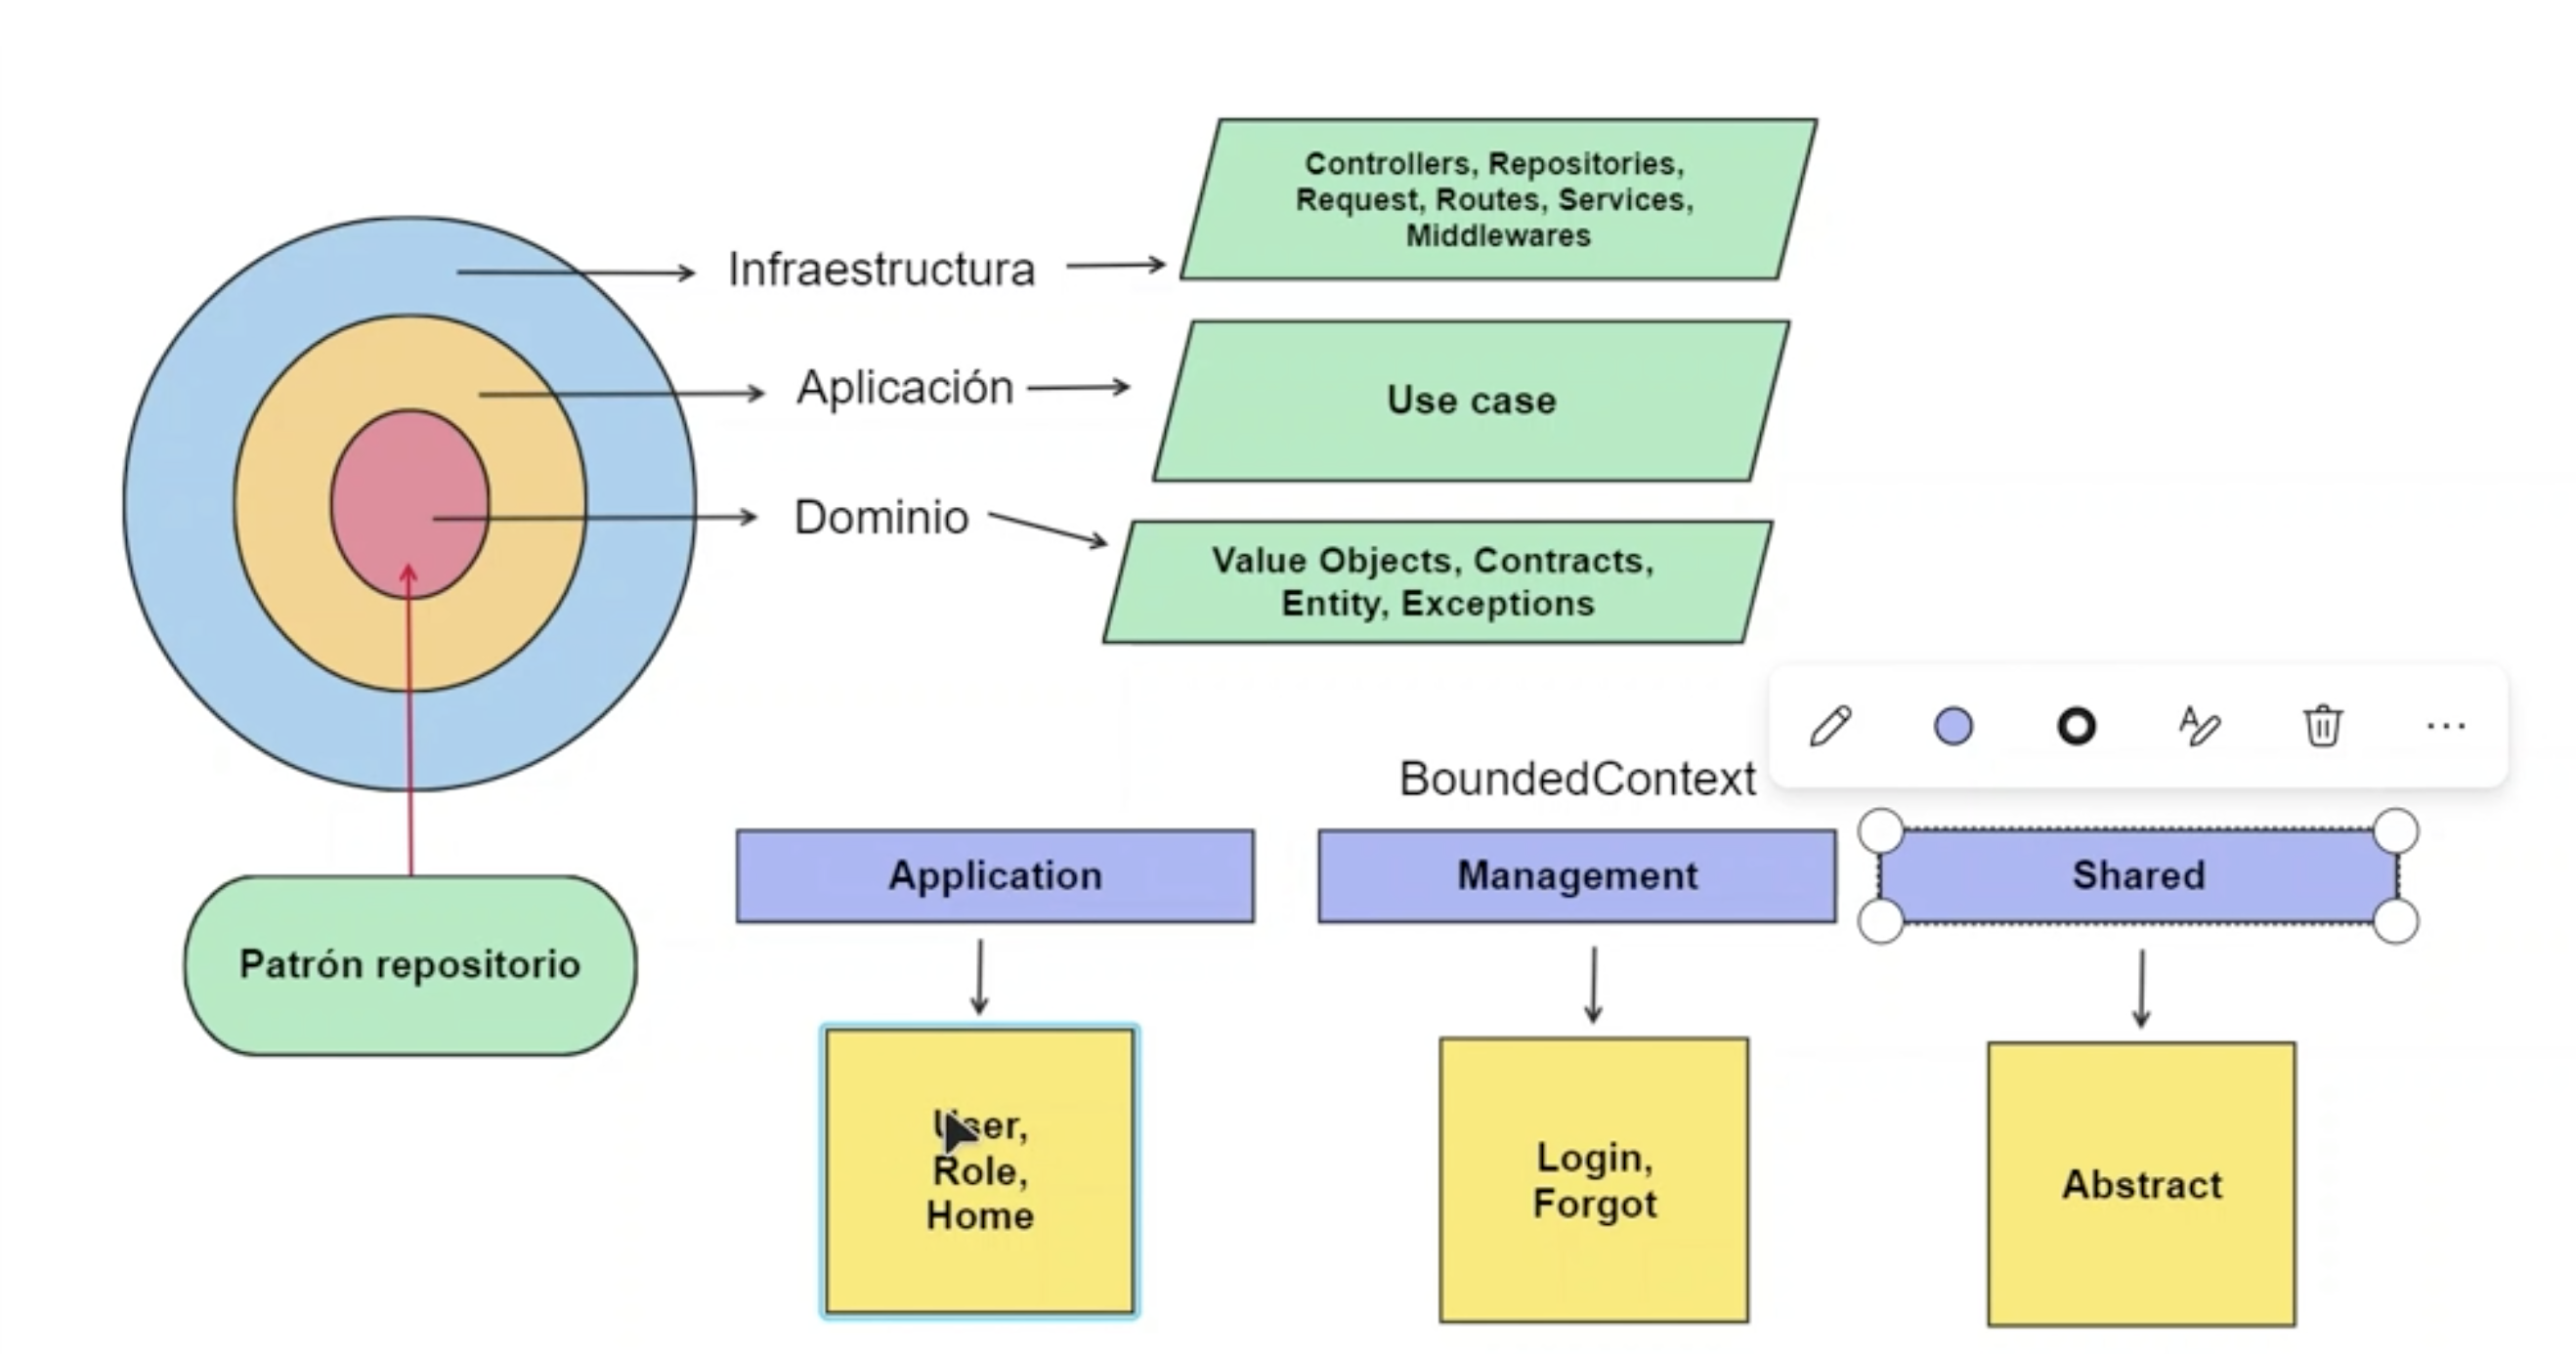 Controllers, Repositories,
Request, Routes, Services,
Middlewares
Infraestructura
Aplicación
Use case
Dominio
Value Objects, Contracts,
Entity, Exceptions
BoundedContext
Application
Management
Shared
Patrón repositorio
User,
Role,
Home
Login,
Forgot
Abstract